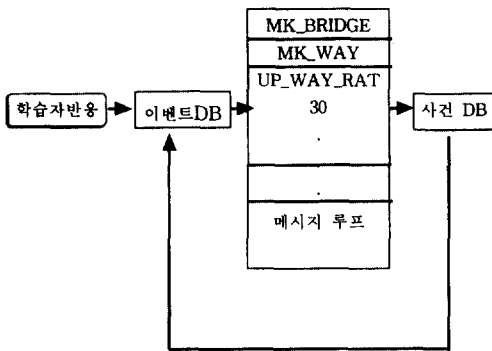 MK_BRIDGE
MK_WAY
UP_WAY_RAT
30
.
.
메시지 루프
학습자반응
이벤트DB
사건 DB